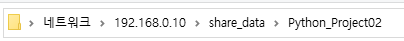 네트워크 > 192.168.0.10 > share_data > Python_Project02